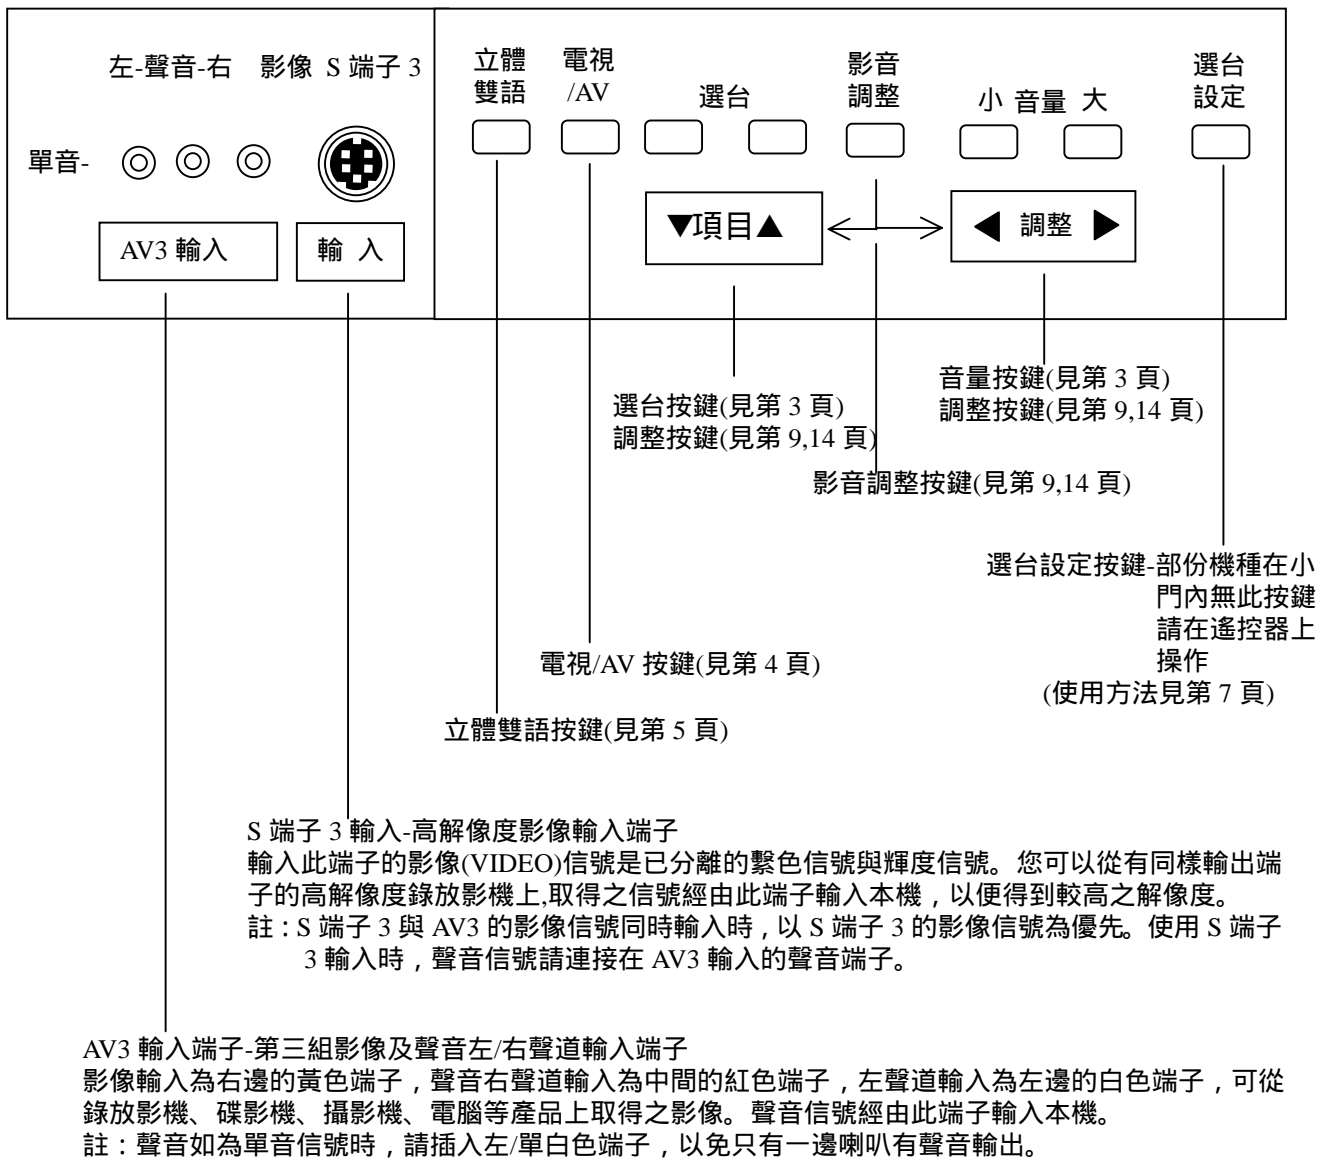 左-聲音-右 影像 S 端子 3
單音-
AV3 輸入
輸 入
立體
雙語
電視
/AV
選台
影音
調整
小 音量 大
選台
設定
▼項目▲
◀ 調整 ▶
音量按鍵(見第 3 頁)
調整按鍵(見第 9,14 頁)
選台按鍵(見第 3 頁)
調整按鍵(見第 9,14 頁)
影音調整按鍵(見第 9,14 頁)
選台設定按鍵-部份機種在小
門內無此按鍵
請在遙控器上
操作
(使用方法見第 7 頁)
電視/AV 按鍵(見第 4 頁)
立體雙語按鍵(見第 5 頁)
S 端子 3 輸入-高解像度影像輸入端子
輸入此端子的影像(VIDEO)信號是已分離的繫色信號與輝度信號。您可以從有同樣輸出端
子的高解像度錄放影機上,取得之信號經由此端子輸入本機，以便得到較高之解像度。
註：S 端子 3 與 AV3 的影像信號同時輸入時，以 S 端子 3 的影像信號為優先。使用 S 端子
3 輸入時，聲音信號請連接在 AV3 輸入的聲音端子。
AV3 輸入端子-第三組影像及聲音左/右聲道輸入端子
影像輸入為右邊的黃色端子，聲音右聲道輸入為中間的紅色端子，左聲道輸入為左邊的白色端子，可從
錄放影機、碟影機、攝影機、電腦等產品上取得之影像。聲音信號經由此端子輸入本機。
註：聲音如為單音信號時，請插入左/單白色端子，以免只有一邊喇叭有聲音輸出。